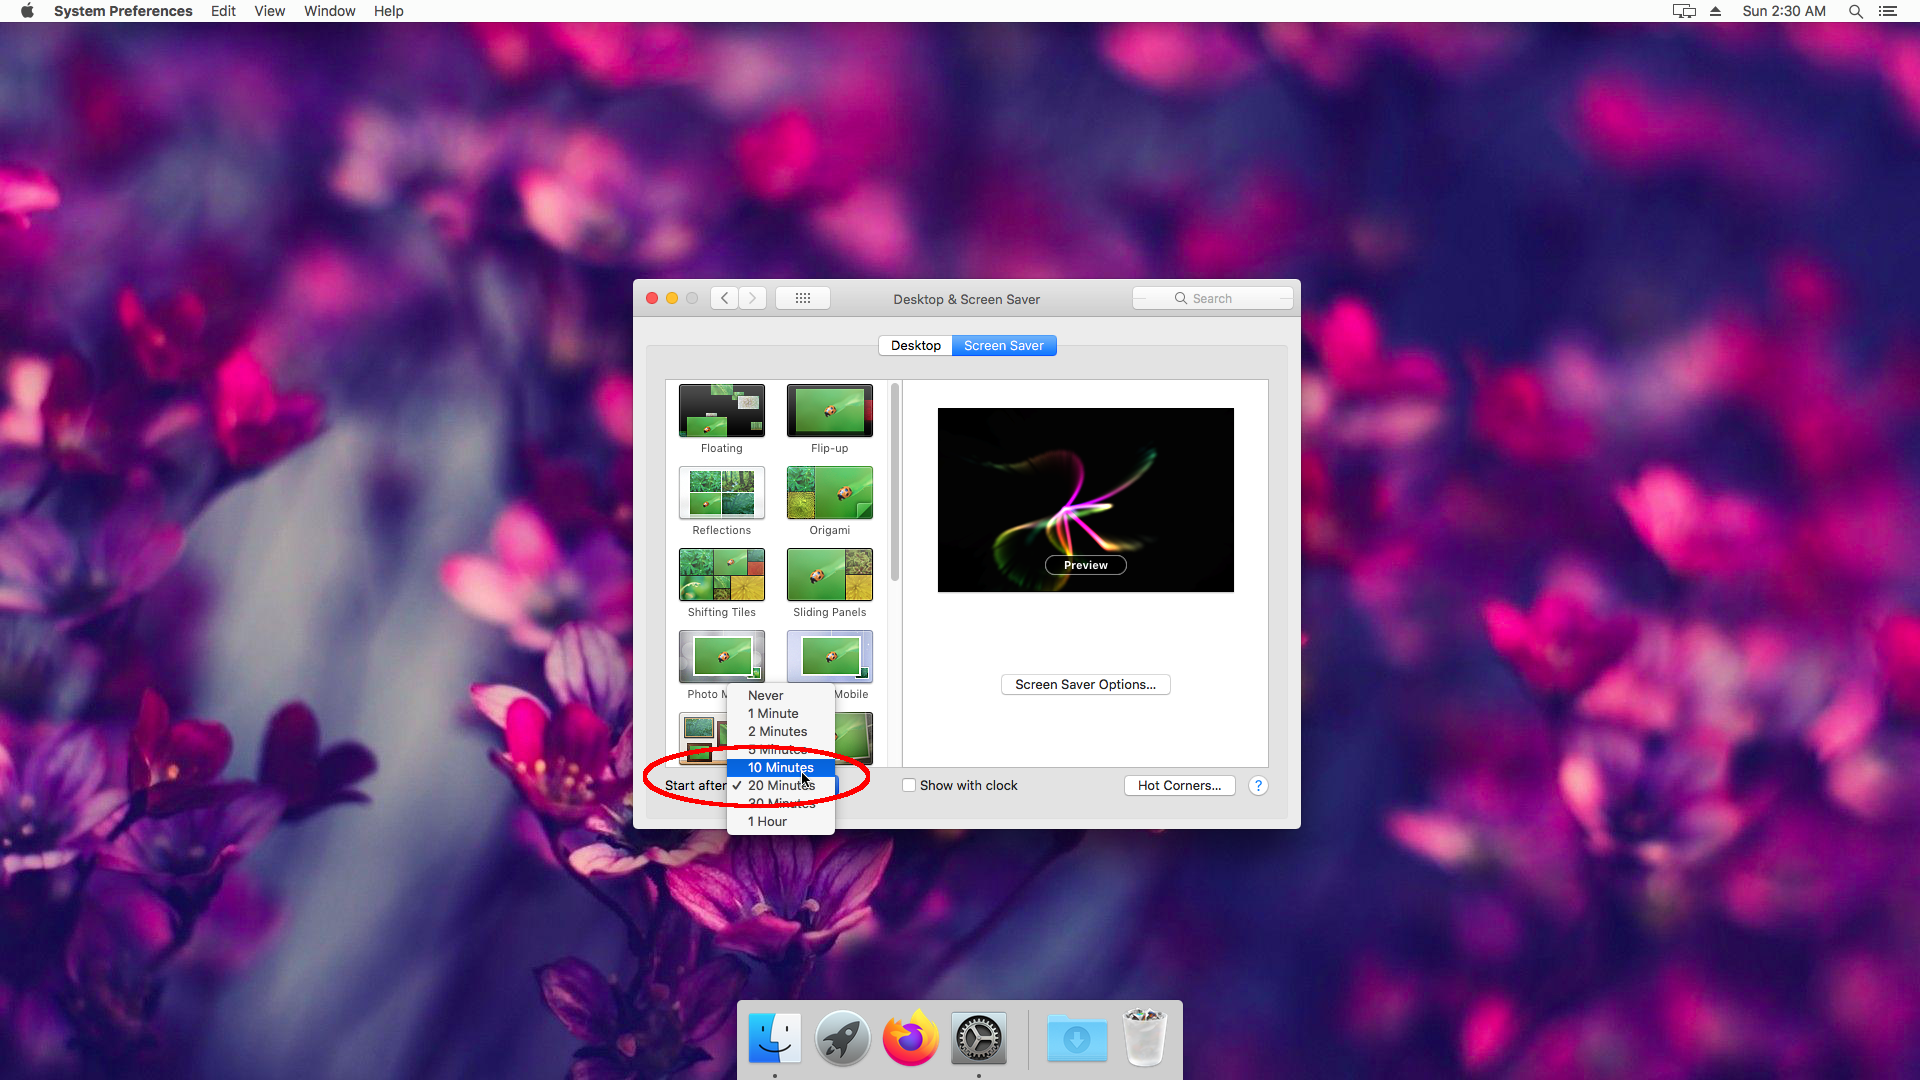 System Preferences Edit View Window Help
Sun 2:30 AM
Desktop & Screen Saver
Search
Desktop Screen Saver
Floating Flip-up
Reflections Origami
Shifting Tiles Sliding Panels
Photo Mobile
Preview
Screen Saver Options...
Never
1 Minute
2 Minutes
5 Minutes
10 Minutes
Start after ✓ 20 Minutes
30 Minutes
1 Hour
Show with clock
Hot Corners... ?